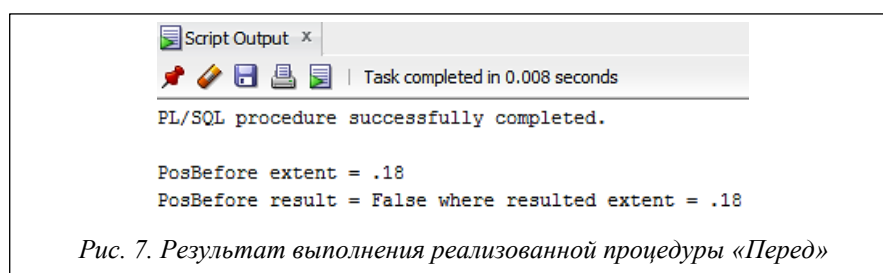 Script Output x
Task completed in 0.008 seconds
PL/SQL procedure successfully completed.
PosBefore extent = .18
PosBefore result = False where resulted extent = .18
Рис. 7. Результат выполнения реализованной процедуры «Перед»